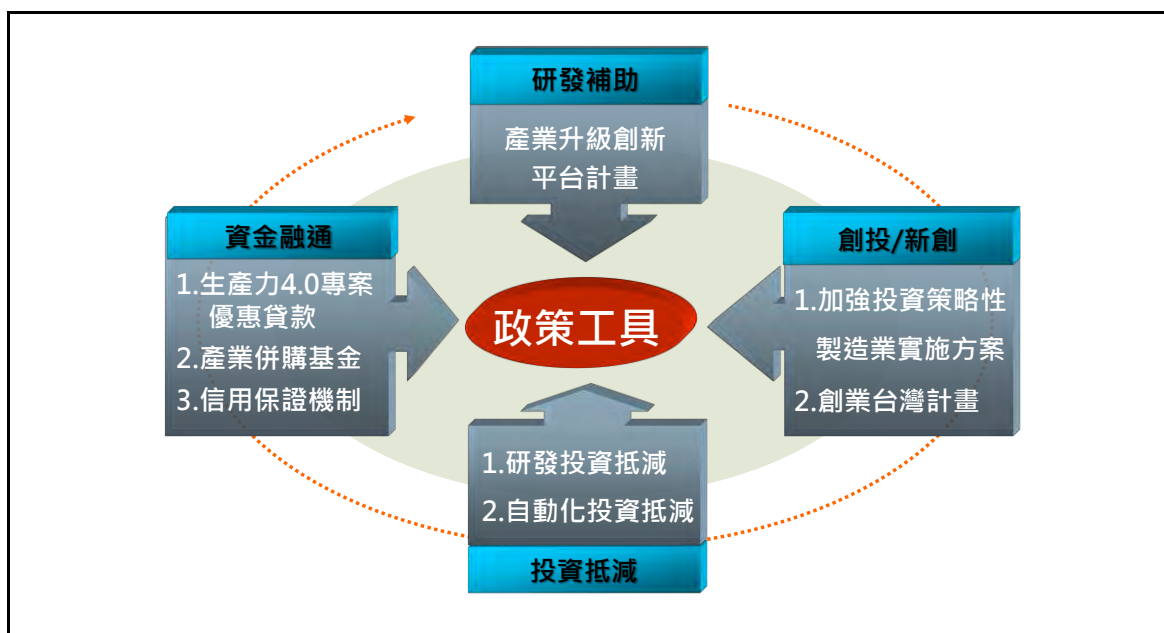 研發補助
產業升級創新
平台計畫
資金融通
1.生產力4.0專案
優惠貸款
2.產業併購基金
3.信用保證機制
政策工具
創投/新創
1.加強投資策略性
製造業實施方案
2.創業台灣計畫
1.研發投資抵減
2.自動化投資抵減
投資抵減